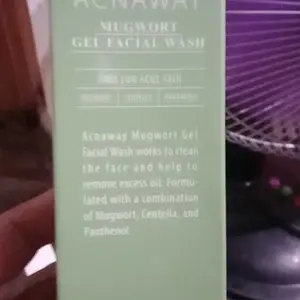 ACNAWAY
MUGWORT
GEL FACIAL WASH
Acnaway Mugwort Gel
Facial Wash works to clean
the face and help to
remove excess oil. Formu-
lated with a combination
of Mugwort, Centella, and
Panthenol.